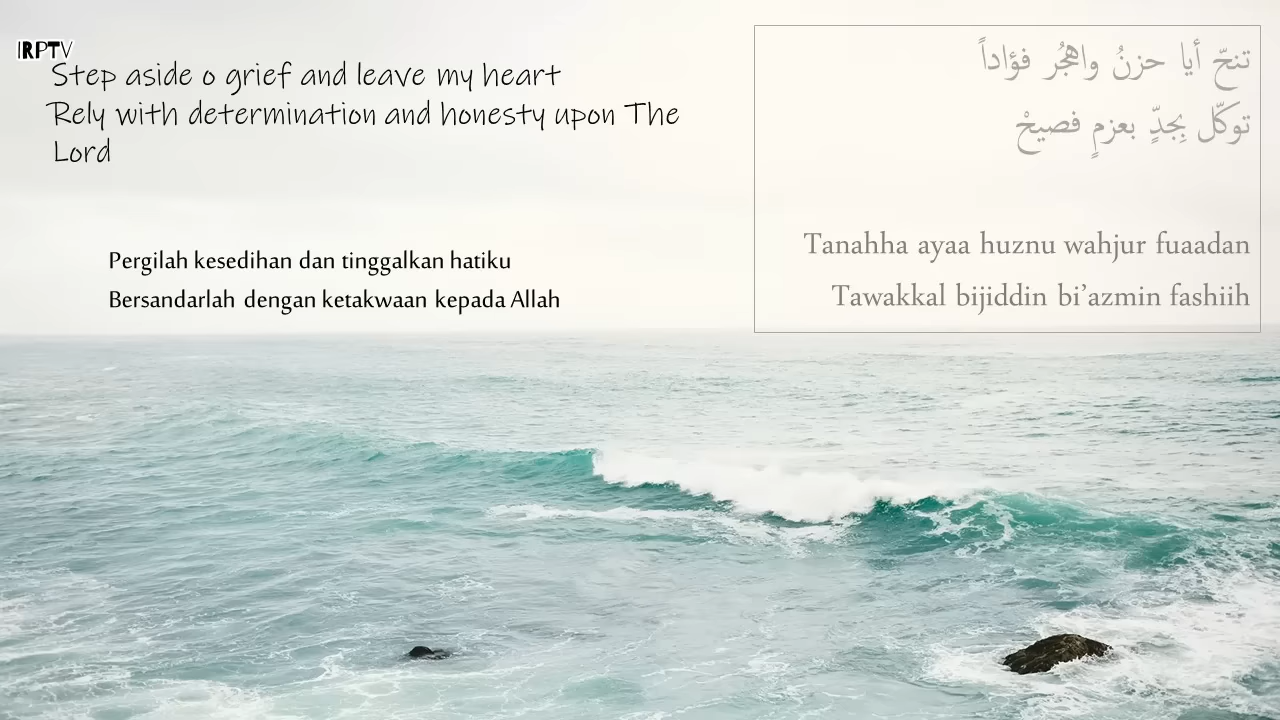 IRPTV
Step aside o grief and leave my heart
Rely with determination and honesty upon The
Lord
Pergilah kesedihan dan tinggalkan hatiku
Bersandarlah dengan ketakwaan kepada Allah
تنحّ أيا حزنُ واهجُر فؤاداً
توكّل بِجدٍّ بعزمٍ فصيحْ
Tanahha ayaa huznu wahjur fuaadan
Tawakkal bijiddin bi’azmin fashiih